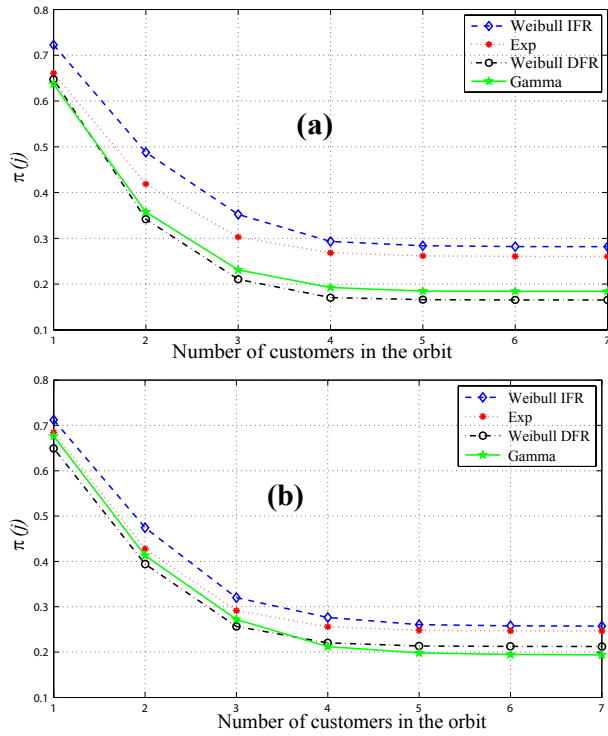 0.8
0.7
0.6
0.5
0.4
0.3
0.2
0.1
π (j)
Weibull IFR
Exp
Weibull DFR
Gamma
(a)
1 2 3 4 5 6 7
Number of customers in the orbit
0.8
0.7
0.6
0.5
0.4
0.3
0.2
0.1
π (j)
Weibull IFR
Exp
Weibull DFR
Gamma
(b)
1 2 3 4 5 6 7
Number of customers in the orbit